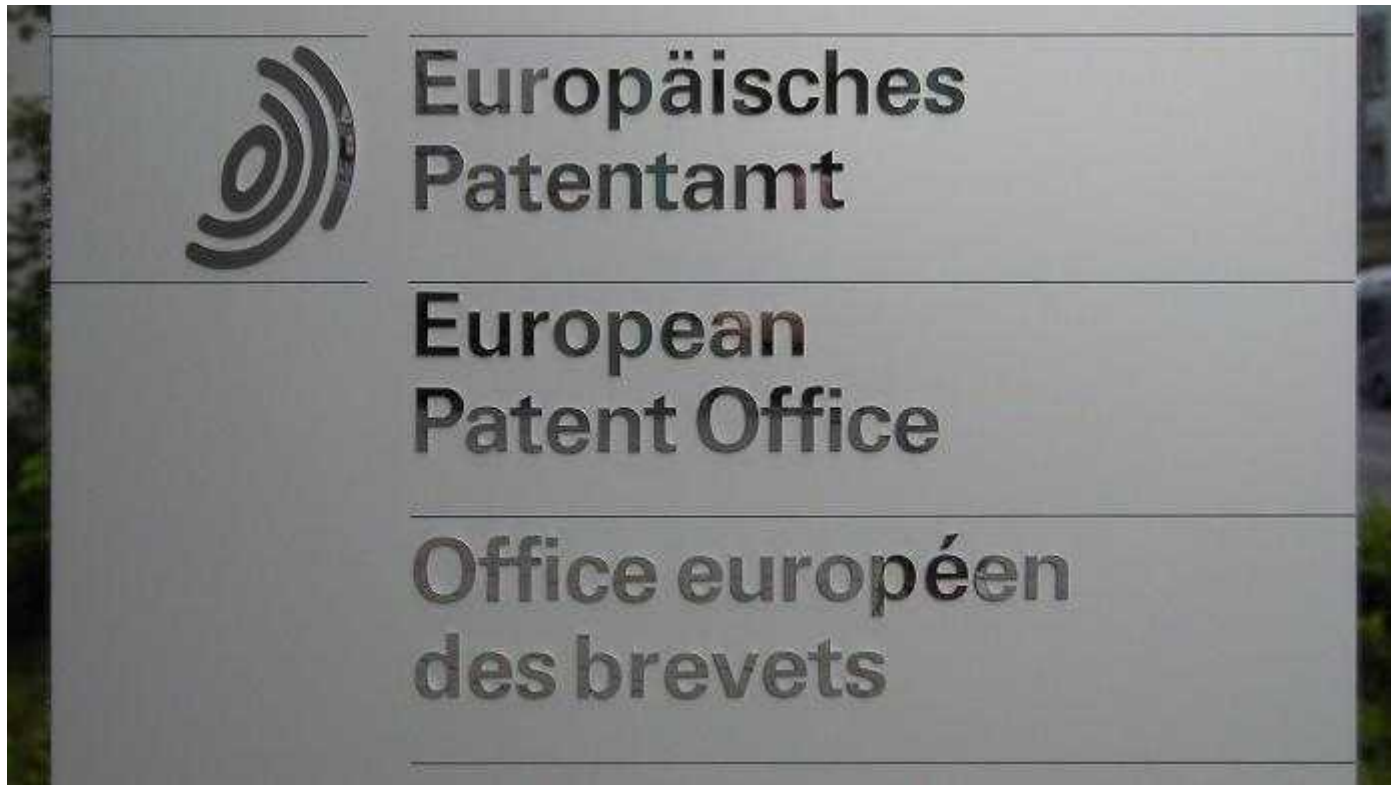 Europäisches
Patentamt
European
Patent Office
Office européen
des brevets